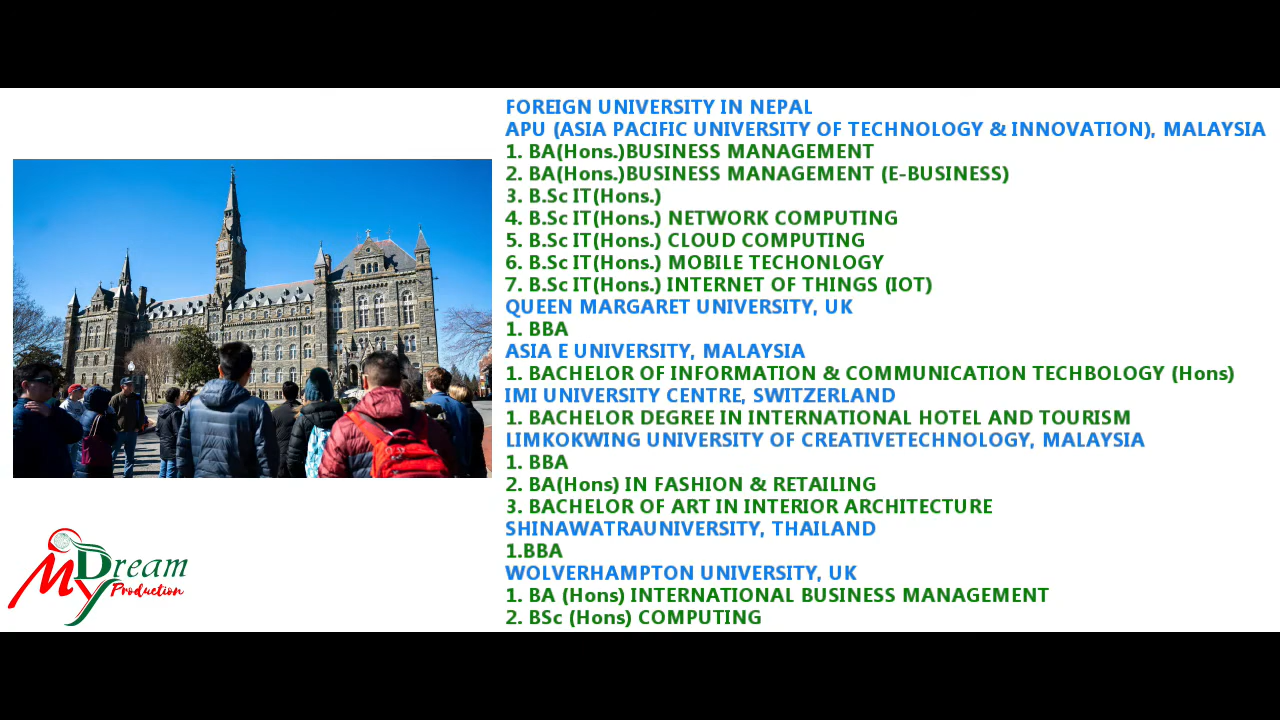 FOREIGN UNIVERSITY IN NEPAL
APU (ASIA PACIFIC UNIVERSITY OF TECHNOLOGY & INNOVATION), MALAYSIA
1. BA(Hons.)BUSINESS MANAGEMENT
2. BA(Hons.)BUSINESS MANAGEMENT (E-BUSINESS)
3. B.Sc IT(Hons.)
4. B.Sc IT(Hons.) NETWORK COMPUTING
5. B.Sc IT(Hons.) CLOUD COMPUTING
6. B.Sc IT(Hons.) MOBILE TECHONLOGY
7. B.Sc IT(Hons.) INTERNET OF THINGS (IOT)
QUEEN MARGARET UNIVERSITY, UK
1. BBA
ASIA E UNIVERSITY, MALAYSIA
1. BACHELOR OF INFORMATION & COMMUNICATION TECHBOLOGY (Hons)
IMI UNIVERSITY CENTRE, SWITZERLAND
1. BACHELOR DEGREE IN INTERNATIONAL HOTEL AND TOURISM
LIMKOKWING UNIVERSITY OF CREATIVETECHNOLOGY, MALAYSIA
1. BBA
2. BA(Hons) IN FASHION & RETAILING
3. BACHELOR OF ART IN INTERIOR ARCHITECTURE
SHINAWATRAUNIVERSITY, THAILAND
1.BBA
WOLVERHAMPTON UNIVERSITY, UK
1. BA (Hons) INTERNATIONAL BUSINESS MANAGEMENT
2. BSc (Hons) COMPUTING
My Dream
Production